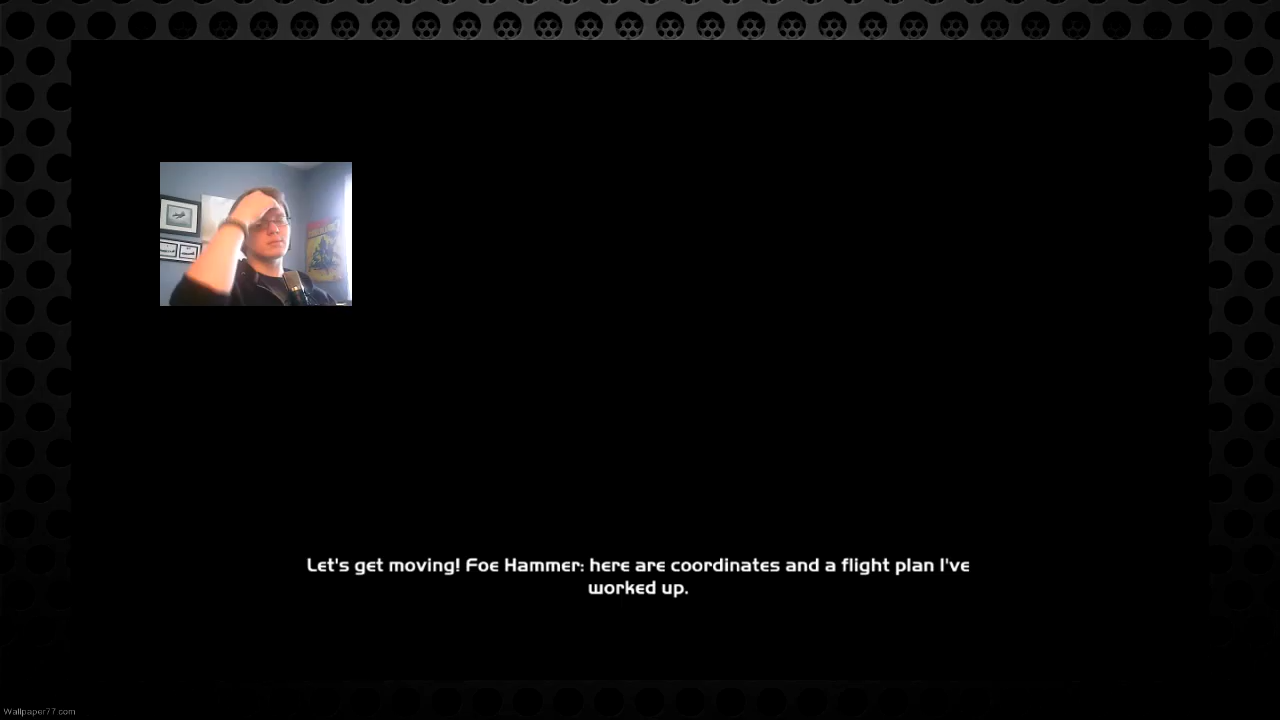 Let's get moving! Foe Hammer: here are coordinates and a flight plan I've
worked up.
Wallpaper77.com